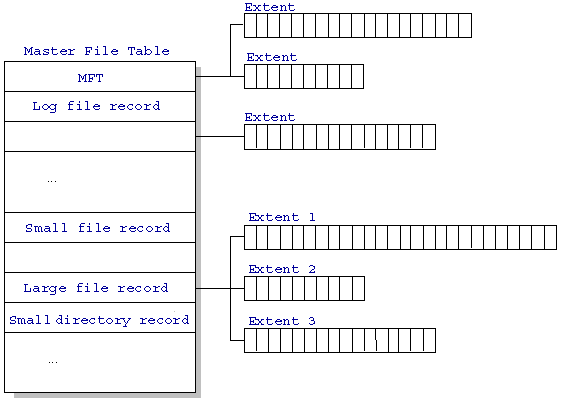 Extent
Master File Table
Extent
MFT
Log file record
Extent
...
Extent 1
Small file record
Extent 2
Large file record
Extent 3
Small directory record
...